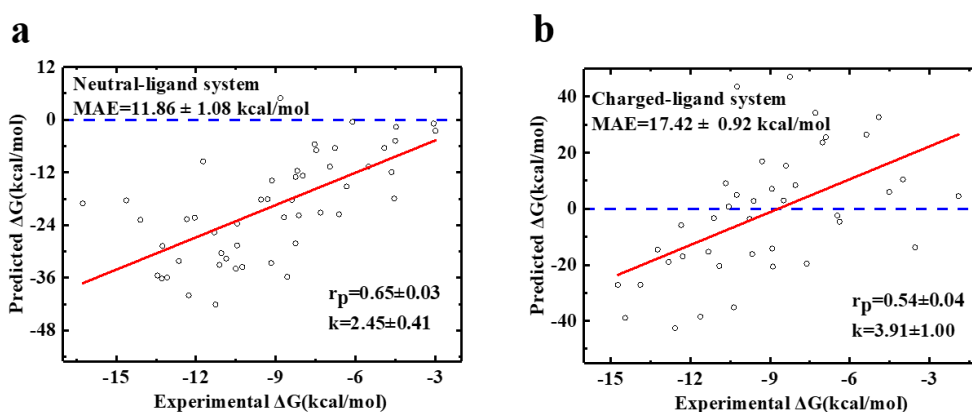 a
Neutral-ligand system
MAE=11.86 ± 1.08 kcal/mol
12
0
-12
-24
-36
-48
Predicted ΔG(kcal/mol)
rp=0.65±0.03
k=2.45±0.41
-15
-12
-9
-6
-3
Experimental ΔG(kcal/mol)
b
Charged-ligand system
MAE=17.42 ± 0.92 kcal/mol
40
20
0
-20
-40
Predicted ΔG(kcal/mol)
rp=0.54±0.04
k=3.91±1.00
-15
-12
-9
-6
-3
Experimental ΔG(kcal/mol)